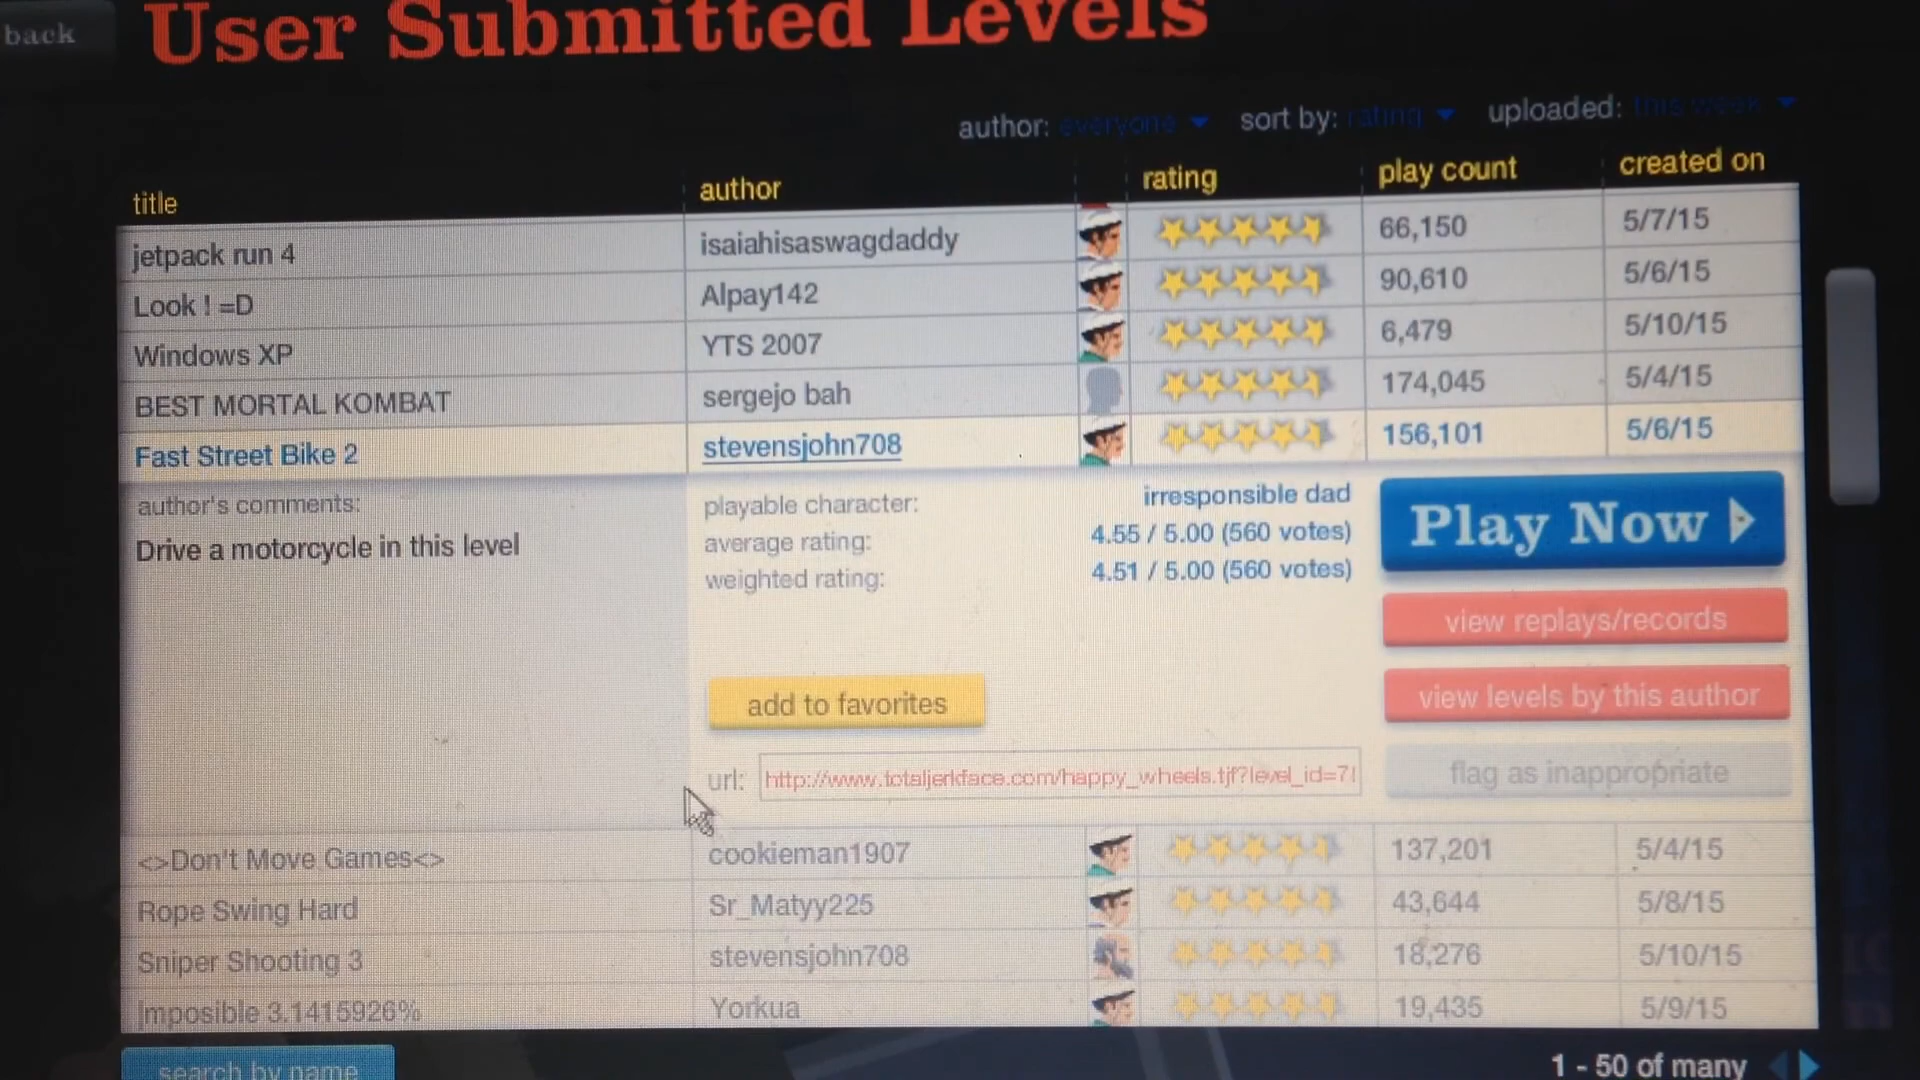 back
User Submitted Levels
author: everyone sort by: rating uploaded: this week
title author rating play count created on
jetpack run 4 isaiahisaswagdaddy 66,150 5/7/15
Look ! =D Alpay142 90,610 5/6/15
Windows XP YTS 2007 6,479 5/10/15
BEST MORTAL KOMBAT sergejo bah 174,045 5/4/15
Fast Street Bike 2 stevensjohn708 156,101 5/6/15
author's comments: playable character: irresponsible dad
Drive a motorcycle in this level average rating: 4.55 / 5.00 (560 votes)
weighted rating: 4.51 / 5.00 (560 votes)
Play Now
view replays/records
add to favorites view levels by this author
url: http://www.totaljerkface.com/happy_wheels.tjf?level_id=7 flag as inappropriate
<>Don't Move Games<> cookieman1907 137,201 5/4/15
Rope Swing Hard Sr_Matyy225 43,644 5/8/15
Sniper Shooting 3 stevensjohn708 18,276 5/10/15
Imposible 3.1415926% Yorkua 19,435 5/9/15
search by name 1 - 50 of many